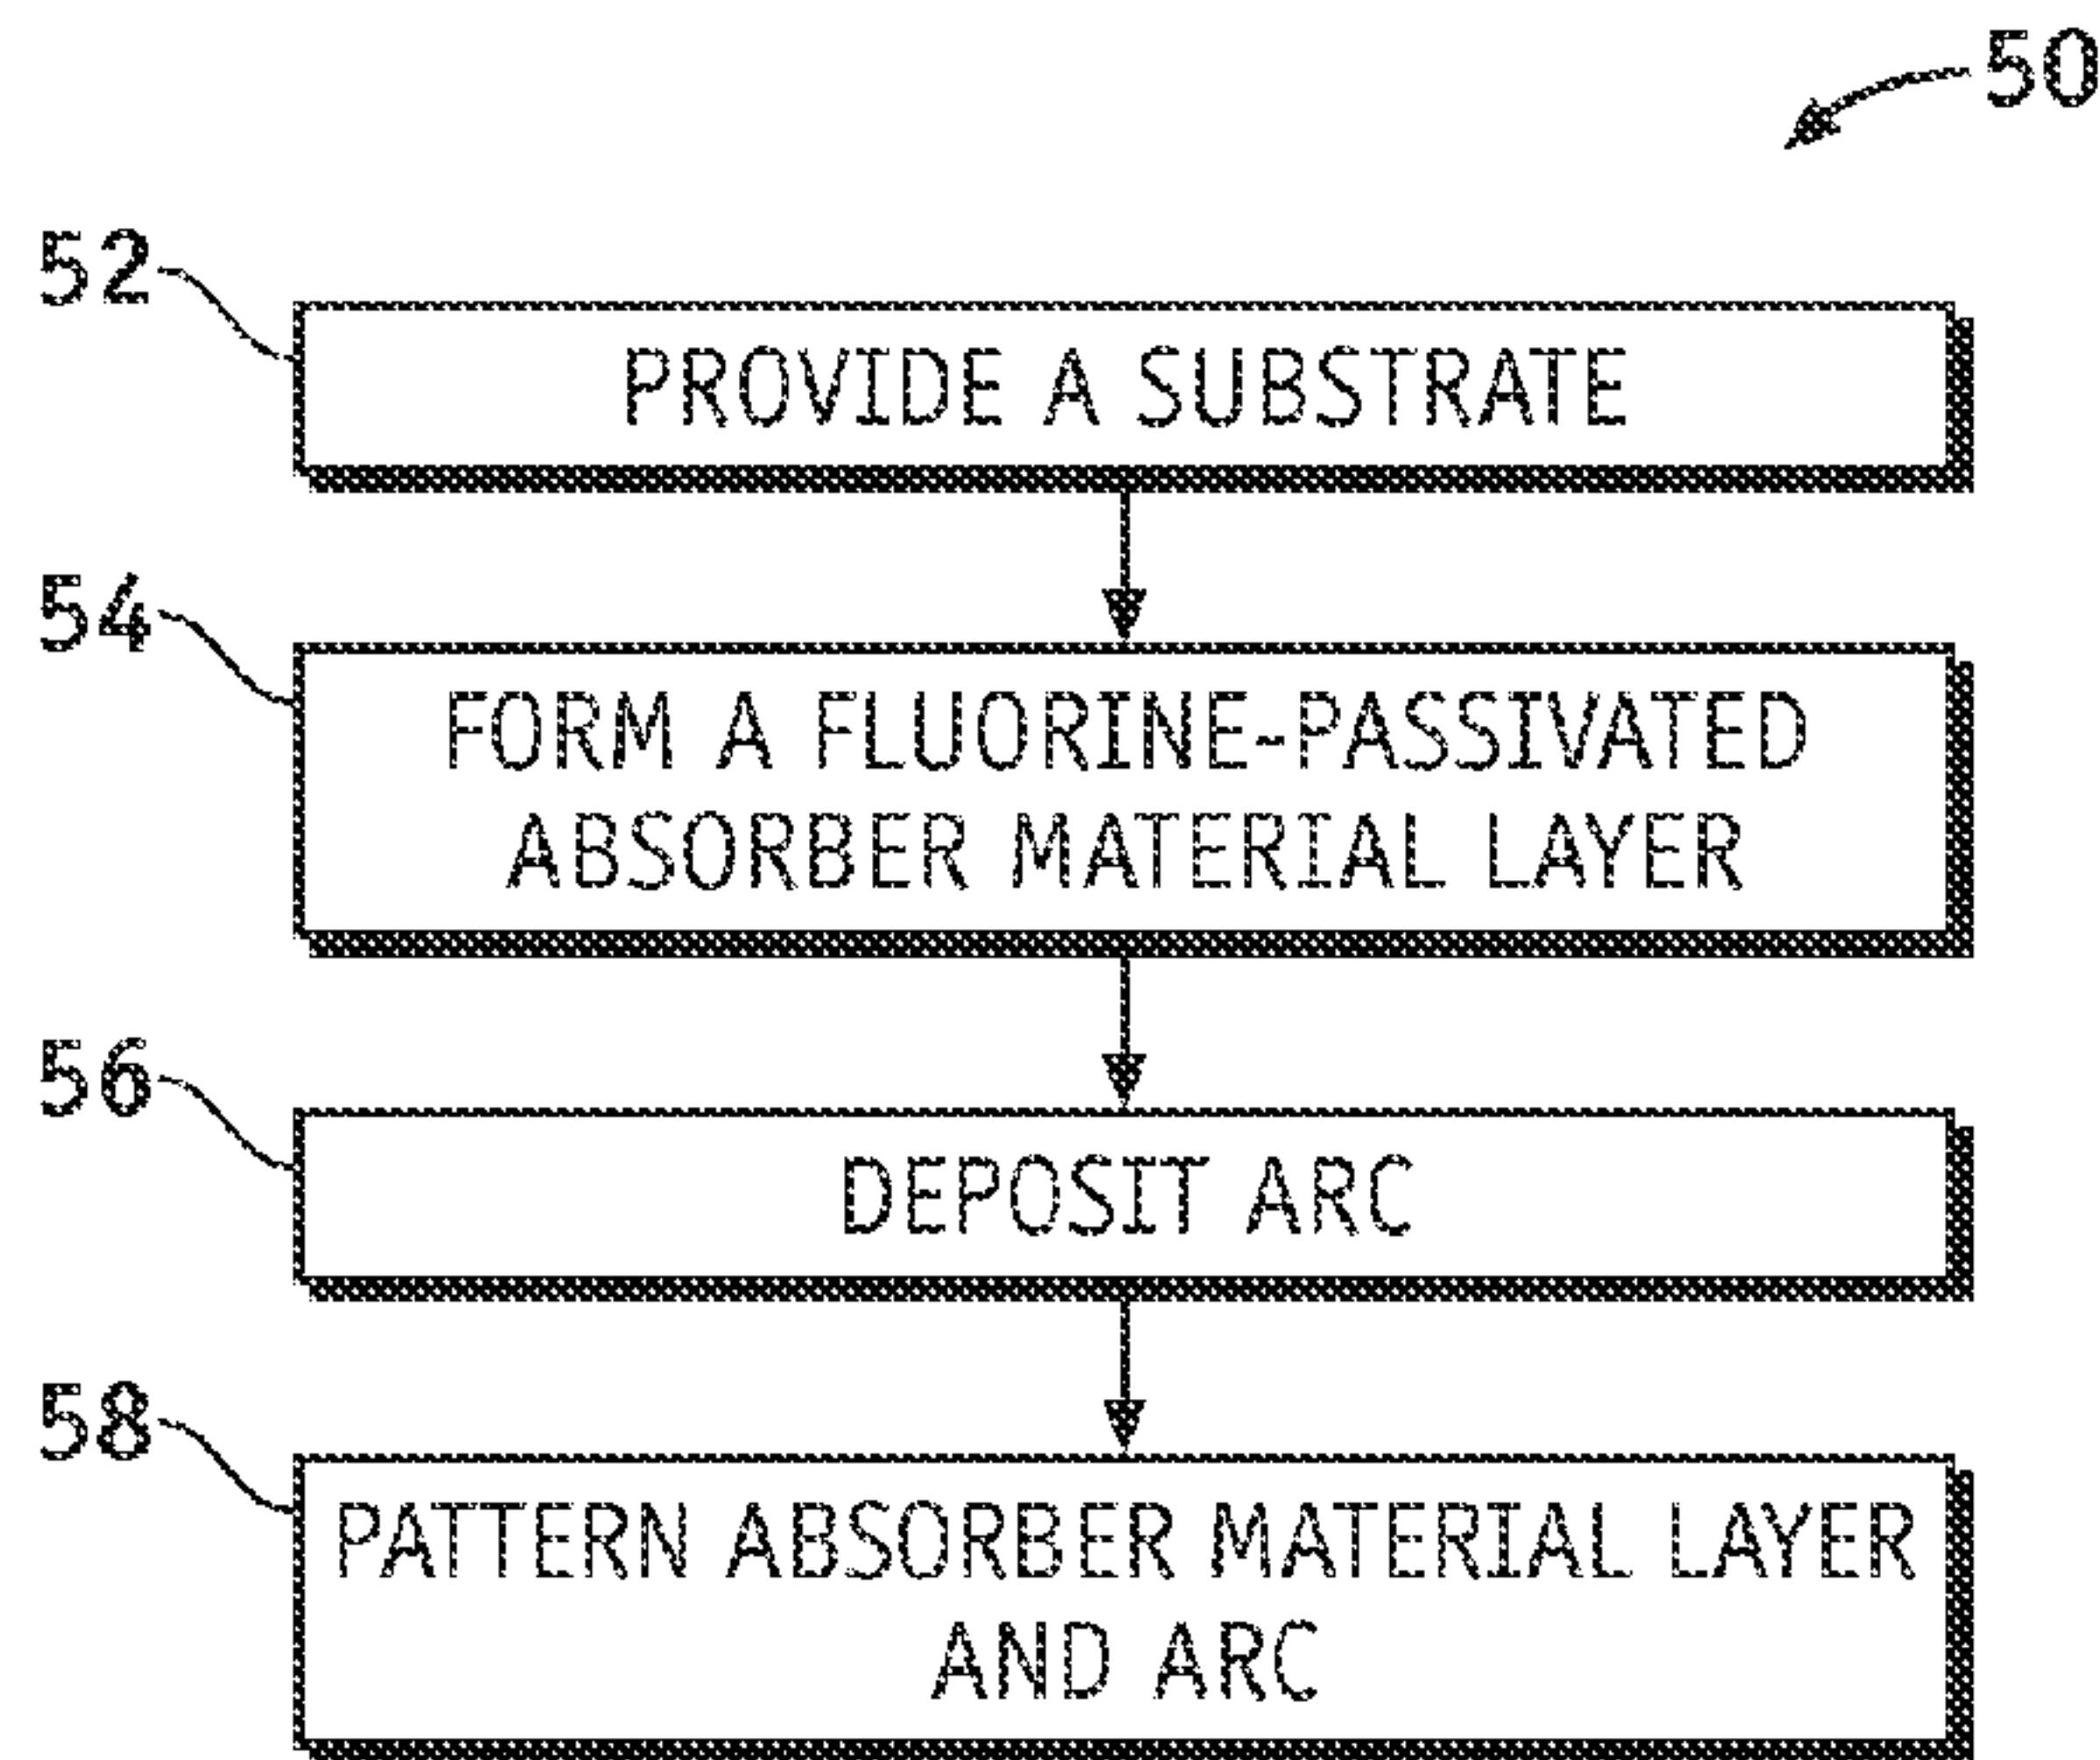 50
52
PROVIDE A SUBSTRATE
54
FORM A FLUORINE-PASSIVATED
ABSORBER MATERIAL LAYER
56
DEPOSIT ARC
58
PATTERN ABSORBER MATERIAL LAYER
AND ARC